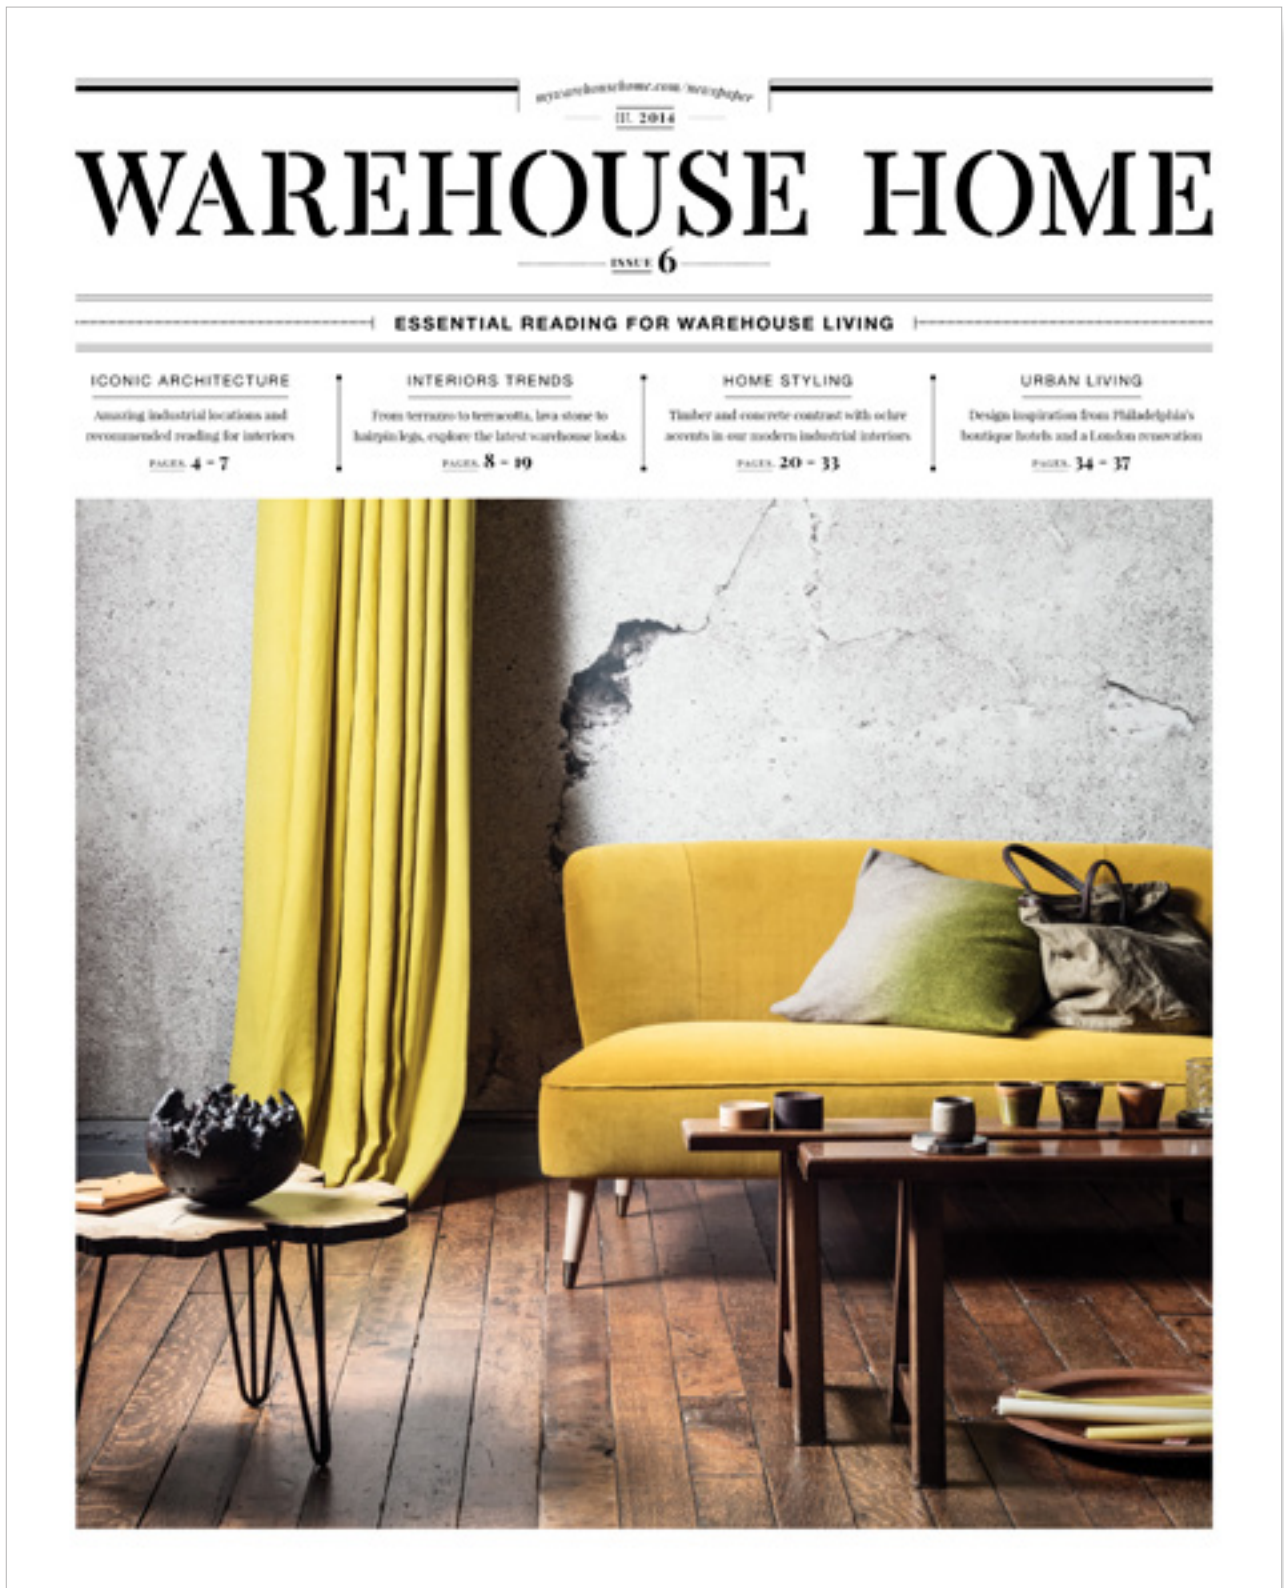 mywarehousehome.com/newspaper
EST. 2014
WAREHOUSE HOME
ISSUE 6
ESSENTIAL READING FOR WAREHOUSE LIVING
ICONIC ARCHITECTURE
Amazing industrial locations and
recommended reading for interiors
PAGES 4 – 7
INTERIORS TRENDS
From terrazzo to terracotta, lava stone to
hairpin legs, explore the latest warehouse looks
PAGES 8 – 19
HOME STYLING
Timber and concrete contrast with ochre
accents in our modern industrial interiors
PAGES 20 – 33
URBAN LIVING
Design inspiration from Philadelphia's
boutique hotels and a London renovation
PAGES 34 – 37